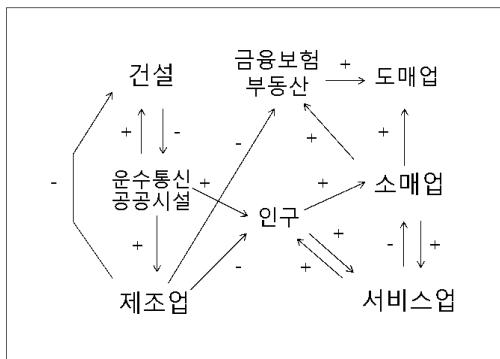 금융보험
부동산
+
도매업
건설
+
-
-
+
+
운수통신
공공시설
+
+
소매업
-
인구
+
+
-
+
-
+
제조업
서비스업